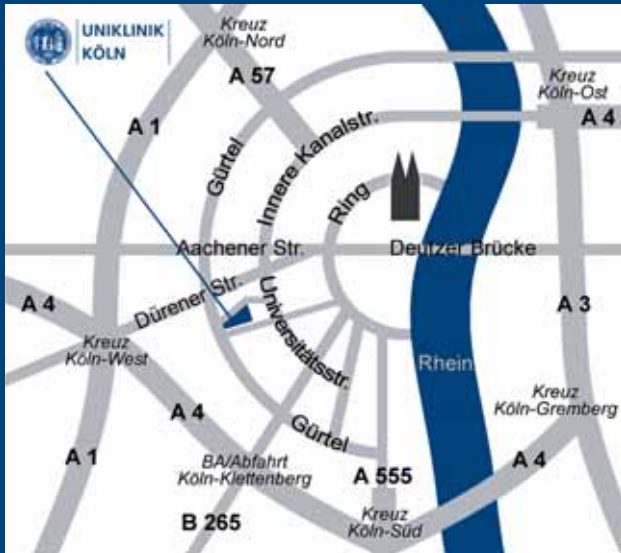 UNIKLINIK
KÖLN
Kreuz
Köln-Nord
A 57
Kreuz
Köln-Ost
A 4
A 1
Gürtel
Innere Kanalstr.
Ring
Aachener Str.
Deutzer Brücke
Dürener Str.
A 4
Universitätsstr.
A 3
Kreuz
Köln-West
Rhein
Kreuz
Köln-Gremberg
A 4
Gürtel
A 1
BA/Abfahrt
Köln-Klettenberg
A 555
A 4
B 265
Kreuz
Köln-Süd